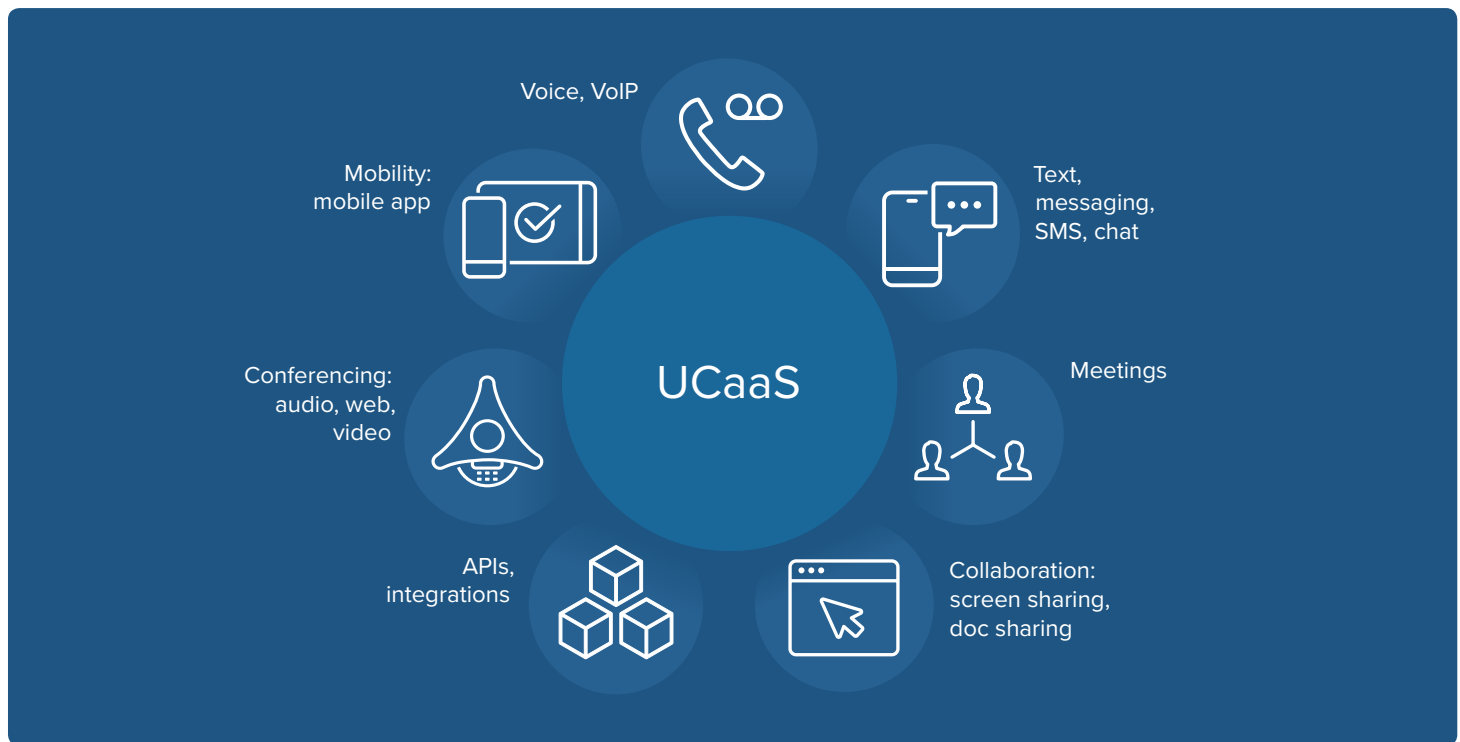 Voice, VoIP
Text,
messaging,
SMS, chat
Meetings
Collaboration:
screen sharing,
doc sharing
APIs,
integrations
Conferencing:
audio, web,
video
Mobility:
mobile app
UCaaS